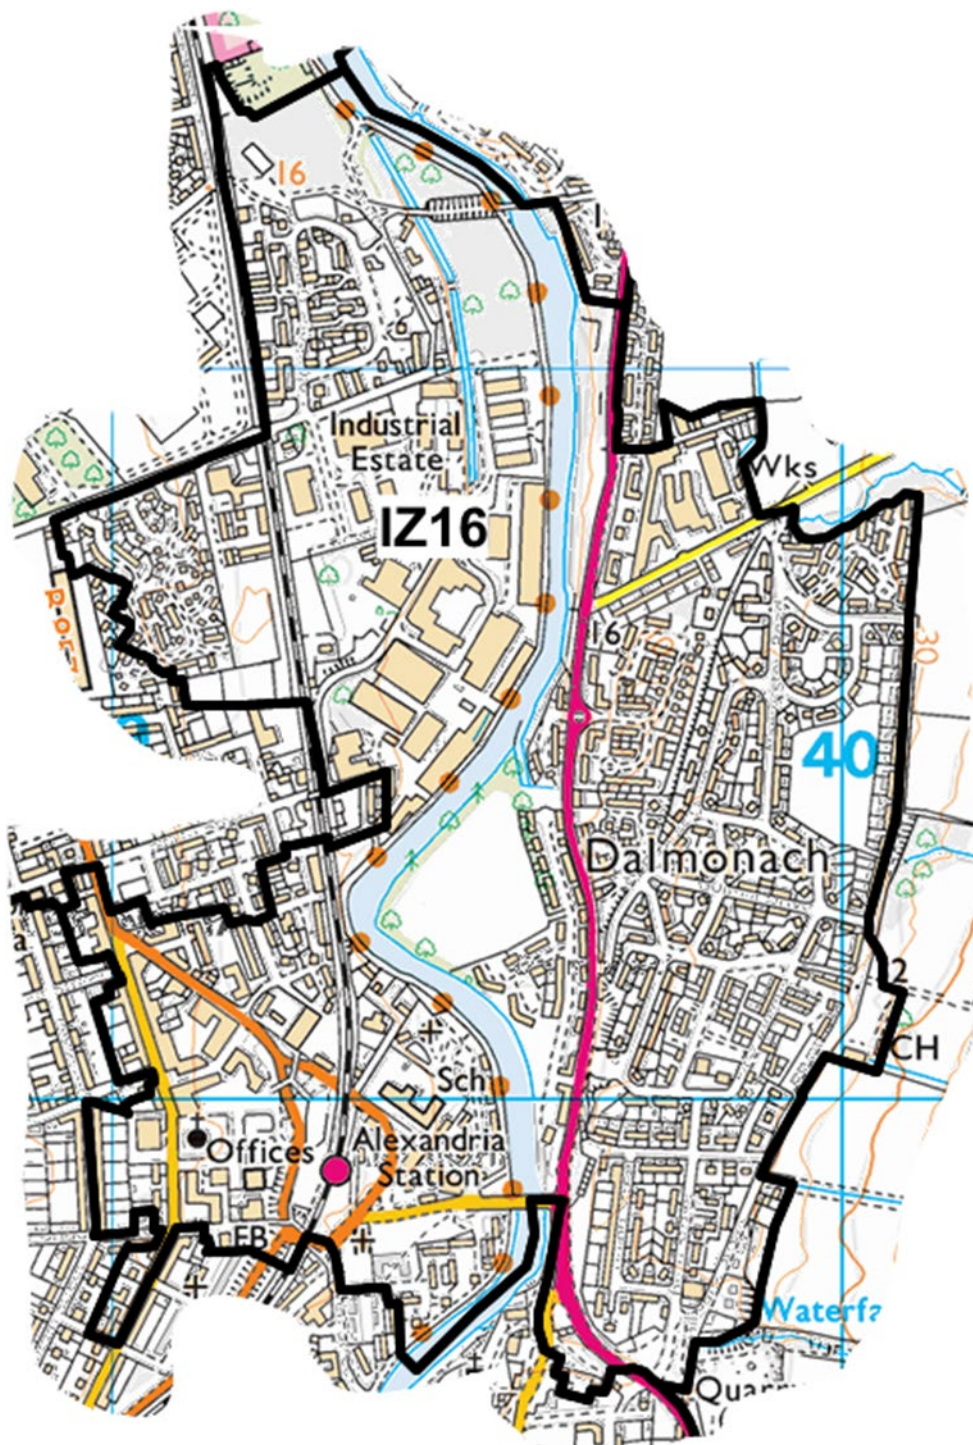 16
Industrial
Estate
Wks
IZ16
16
30
40
Dalmonach
2
CH
Sch
Offices
Alexandria
Station
FB
Waterfa